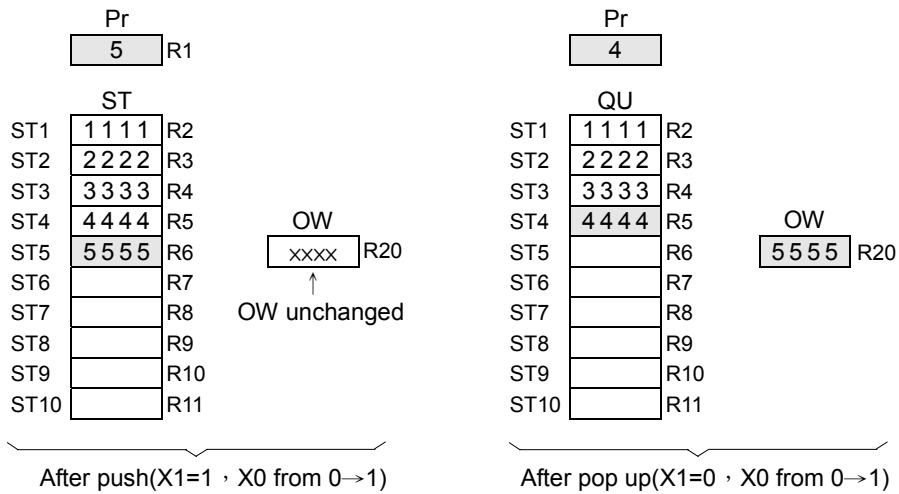 Pr
5 R1
ST
ST1 1111 R2
ST2 2222 R3
ST3 3333 R4
ST4 4444 R5
ST5 5555 R6
ST6 R7
ST7 R8
ST8 R9
ST9 R10
ST10 R11
OW
xxxx R20
↑
OW unchanged
After push(X1=1，X0 from 0→1)
Pr
4
QU
ST1 1111 R2
ST2 2222 R3
ST3 3333 R4
ST4 4444 R5
ST5 R6
ST6 R7
ST7 R8
ST8 R9
ST9 R10
ST10 R11
OW
5555 R20
After pop up(X1=0，X0 from 0→1)